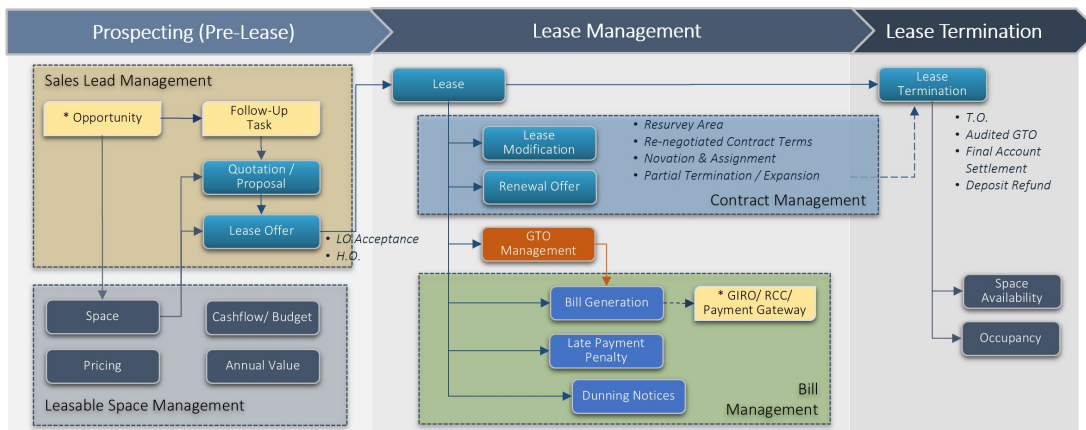 Prospecting (Pre-Lease)
Lease Management
Lease Termination
Sales Lead Management
* Opportunity
Follow-Up
Task
Quotation /
Proposal
Lease Offer
• LO Acceptance
• H.O.
Space
Cashflow/ Budget
Pricing
Annual Value
Leasable Space Management
Lease
Lease
Modification
• Resurvey Area
• Re-negotiated Contract Terms
• Novation & Assignment
• Partial Termination / Expansion
Renewal Offer
Contract Management
GTO
Management
Bill Generation
* GIRO/ RCC/
Payment Gateway
Late Payment
Penalty
Dunning Notices
Bill
Management
Lease
Termination
• T.O.
• Audited GTO
• Final Account
Settlement
• Deposit Refund
Space
Availability
Occupancy